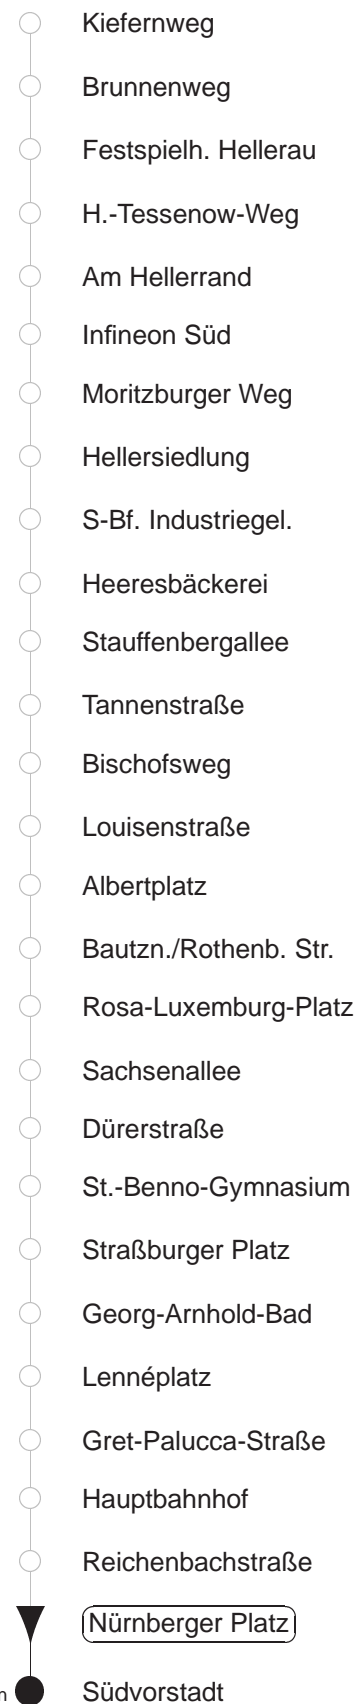 Kiefernweg
Brunnenweg
Festspielh. Hellerau
H.-Tessenow-Weg
Am Hellerrand
Infineon Süd
Moritzburger Weg
Hellersiedlung
S-Bf. Industriegel.
Heeresbäckerei
Stauffenbergallee
Tannenstraße
Bischofsweg
Louisenstraße
Albertplatz
Bautzn./Rothenb. Str.
Rosa-Luxemburg-Platz
Sachsenallee
Dürerstraße
St.-Benno-Gymnasium
Straßburger Platz
Georg-Arnhold-Bad
Lennéplatz
Gret-Palucca-Straße
Hauptbahnhof
Reichenbachstraße
Nürnberger Platz
Südvorstadt